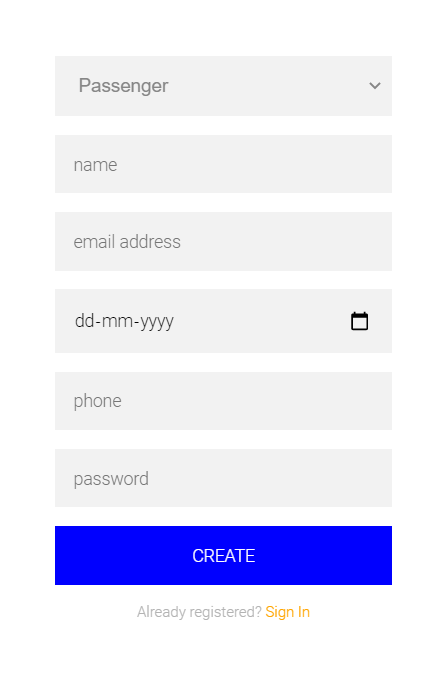 Passenger
name
email address
dd-mm-yyyy
phone
password
CREATE
Already registered? Sign In